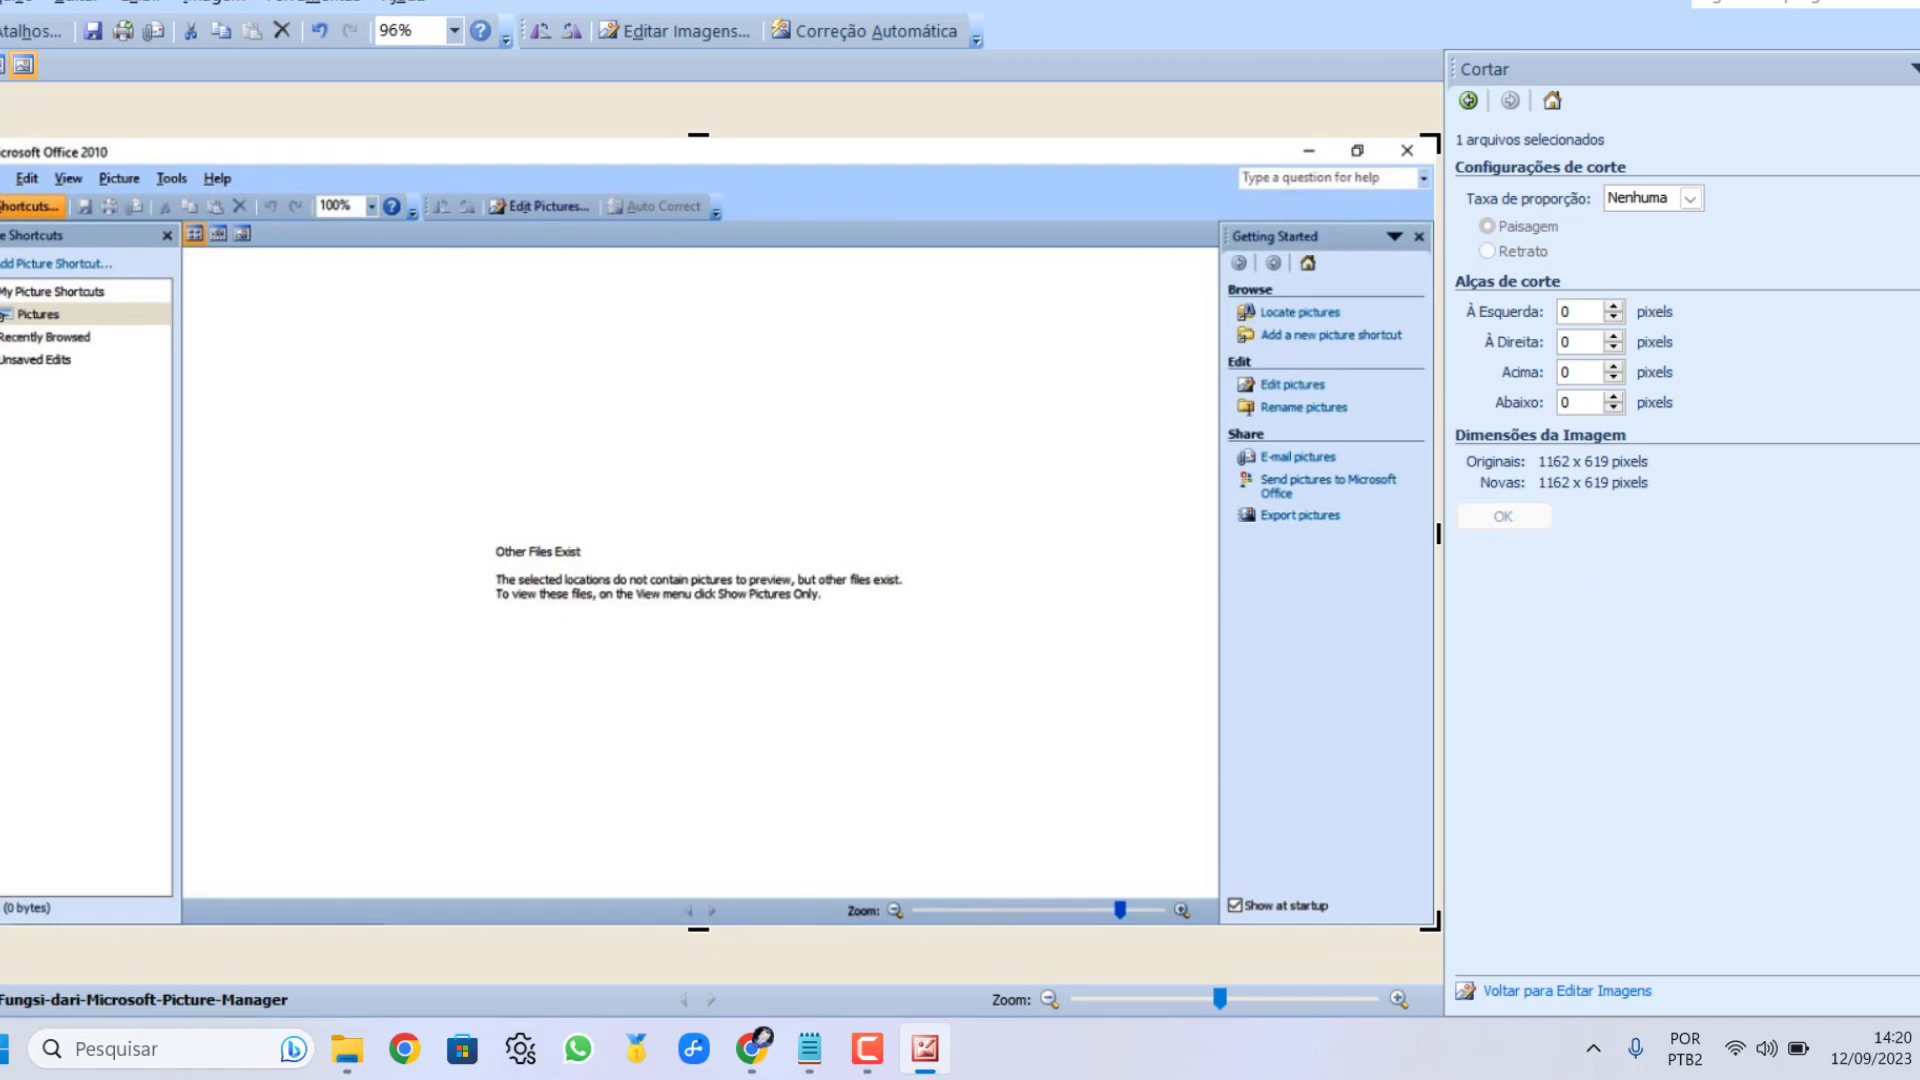 Atalhos...
96%
Editar Imagens...
Correção Automática
Cortar
1 arquivos selecionados
Configurações de corte
Taxa de proporção: Nenhuma
Paisagem
Retrato
Alças de corte
À Esquerda: 0 pixels
À Direita: 0 pixels
Acima: 0 pixels
Abaixo: 0 pixels
Dimensões da Imagem
Originais: 1162 x 619 pixels
Novas: 1162 x 619 pixels
OK
Voltar para Editar Imagens
crosoft Office 2010
Edit View Picture Tools Help
Type a question for help
hortcuts...
100%
Edit Pictures...
Auto Correct
e Shortcuts
dd Picture Shortcut...
My Picture Shortcuts
Pictures
Recently Browsed
Unsaved Edits
(0 bytes)
Other Files Exist
The selected locations do not contain pictures to preview, but other files exist.
To view these files, on the View menu click Show Pictures Only.
Getting Started
Browse
Locate pictures
Add a new picture shortcut
Edit
Edit pictures
Rename pictures
Share
E-mail pictures
Send pictures to Microsoft
Office
Export pictures
Show at startup
Zoom:
Fungsi-dari-Microsoft-Picture-Manager
Zoom:
Pesquisar
POR
PTB2
14:20
12/09/2023